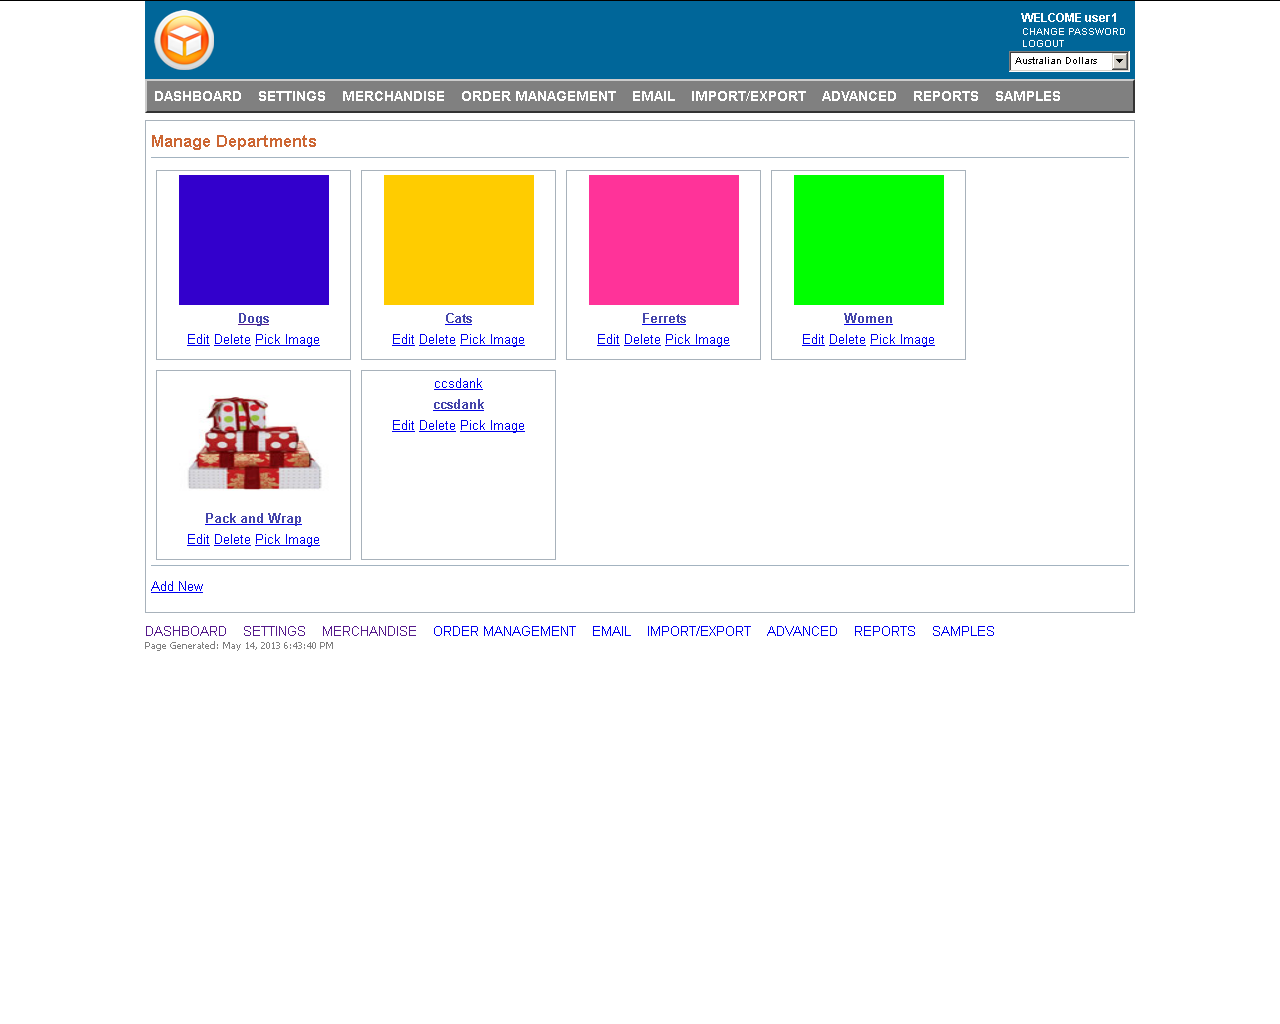 WELCOME user1
CHANGE PASSWORD
LOGOUT
Australian Dollars
DASHBOARD SETTINGS MERCHANDISE ORDER MANAGEMENT EMAIL IMPORT/EXPORT ADVANCED REPORTS SAMPLES
Manage Departments
Dogs Cats Ferrets Women
Edit Delete Pick Image Edit Delete Pick Image Edit Delete Pick Image Edit Delete Pick Image
Pack and Wrap
Edit Delete Pick Image
ccsdank
ccsdank
Edit Delete Pick Image
Add New
DASHBOARD SETTINGS MERCHANDISE ORDER MANAGEMENT EMAIL IMPORT/EXPORT ADVANCED REPORTS SAMPLES
Page Generated: May 14, 2013 6:43:40 PM